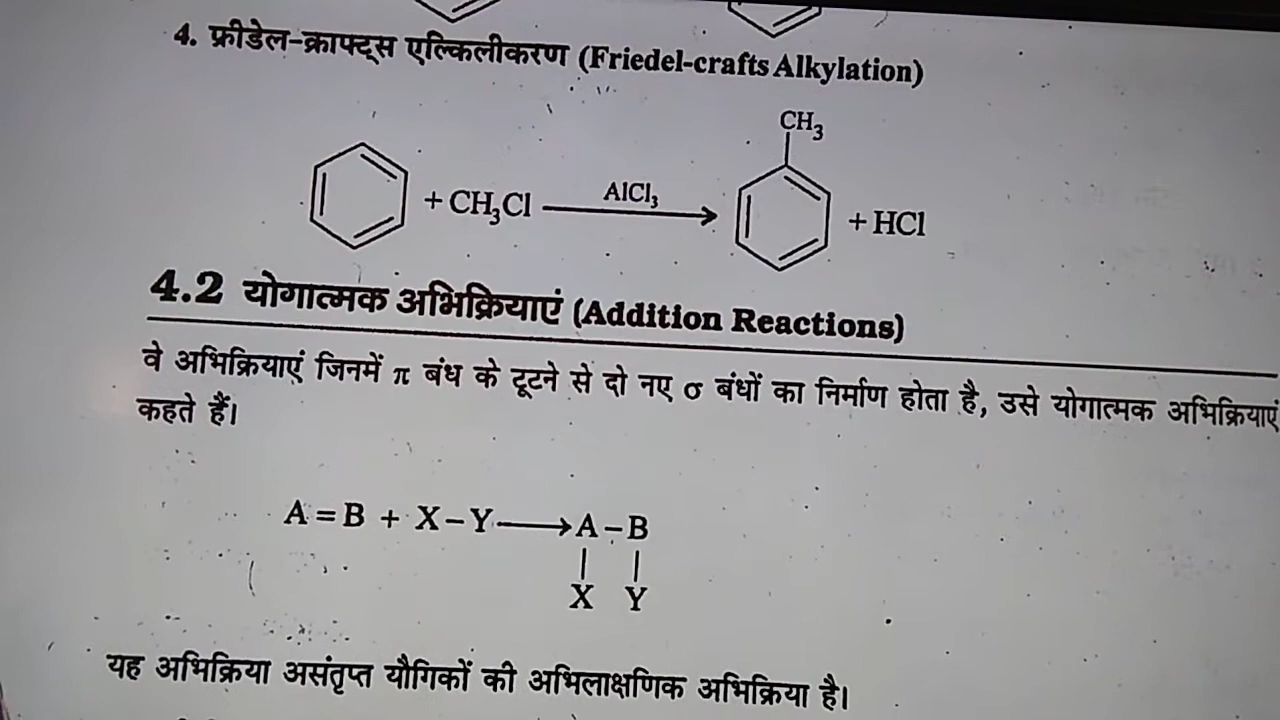 4. फ्रीडेल-क्राफ्ट्स एल्किलीकरण (Friedel-crafts Alkylation)
CH₃
+ CH₃Cl AlCl₃ → + HCl
4.2 योगात्मक अभिक्रियाएं (Addition Reactions)
वे अभिक्रियाएं जिनमें π बंध के टूटने से दो नए σ बंधों का निर्माण होता है, उसे योगात्मक अभिक्रियाएं
कहते हैं।
A = B + X – Y → A – B
| |
X Y
यह अभिक्रिया असंतृप्त यौगिकों की अभिलाक्षणिक अभिक्रिया है।